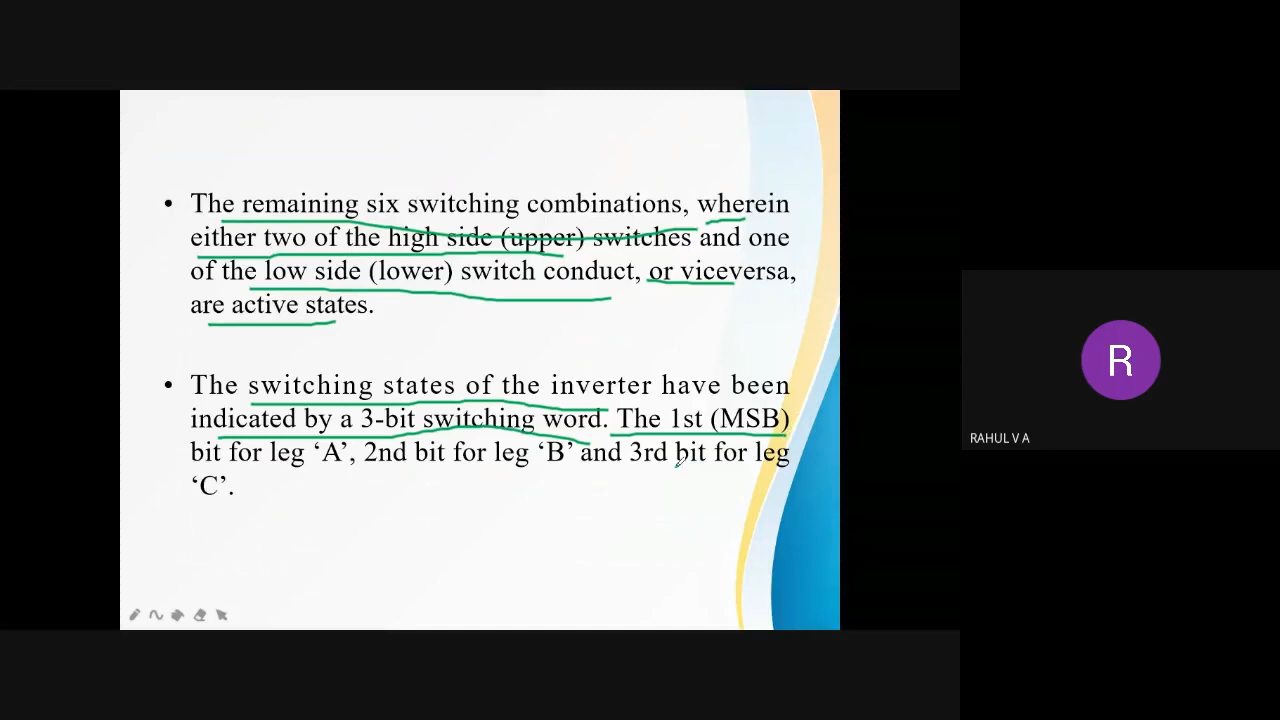 • The remaining six switching combinations, wherein
either two of the high side (upper) switches and one
of the low side (lower) switch conduct, or viceversa,
are active states.
• The switching states of the inverter have been
indicated by a 3-bit switching word. The 1st (MSB)
bit for leg ‘A’, 2nd bit for leg ‘B’ and 3rd bit for leg
‘C’.
R
RAHUL V A